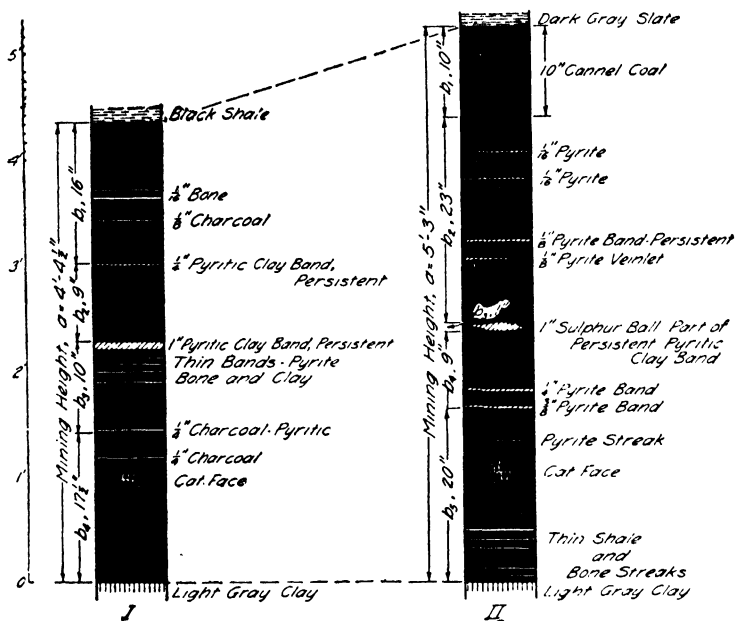 5'
4'
3'
2'
1'
0
Black Shale
1/16" Bone
1/8" Charcoal
1/4" Pyritic Clay Band,
Persistent
1" Pyritic Clay Band, Persistent
Thin Bands - Pyrite
Bone and Clay
1/4" Charcoal - Pyritic
1/4" Charcoal
Cat Face
Light Gray Clay
Mining Height, a = 4'-4½"
b₁, 16"
b₂, 9"
b₃, 10"
b₄, 17½"
I
Dark Gray Slate
10" Cannel Coal
1/16" Pyrite
1/16" Pyrite
1/8" Pyrite Band - Persistent
1/8" Pyrite Veinlet
1" Sulphur Ball Part of
Persistent Pyritic
Clay Band
1/4" Pyrite Band
Pyrite Band
Pyrite Streak
Cat Face
Thin Shale
and
Bone Streaks
Light Gray Clay
Mining Height, a = 5'-3"
b₁, 10"
b₂, 23"
b₃, 1"
b₄, 9"
b₅, 20"
II